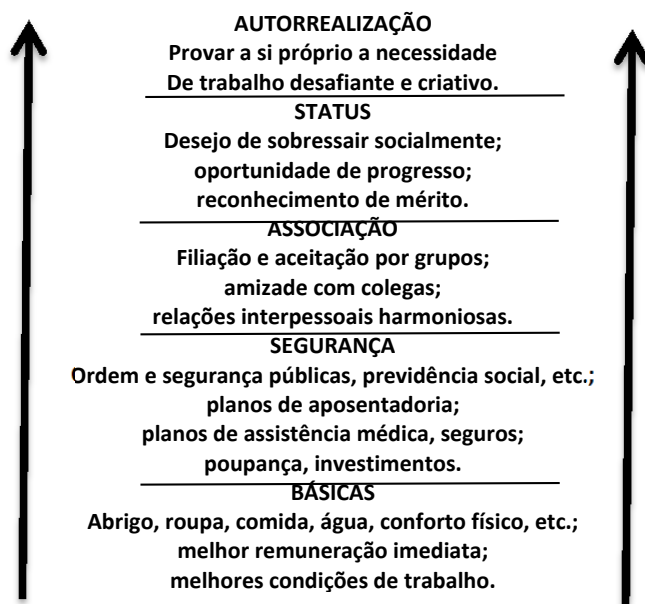 AUTORREALIZAÇÃO
Provar a si próprio a necessidade
De trabalho desafiante e criativo.
STATUS
Desejo de sobressair socialmente;
oportunidade de progresso;
reconhecimento de mérito.
ASSOCIAÇÃO
Filiação e aceitação por grupos;
amizade com colegas;
relações interpessoais harmoniosas.
SEGURANÇA
Ordem e segurança públicas, previdência social, etc.;
planos de aposentadoria;
planos de assistência médica, seguros;
poupança, investimentos.
BÁSICAS
Abrigo, roupa, comida, água, conforto físico, etc.;
melhor remuneração imediata;
melhores condições de trabalho.